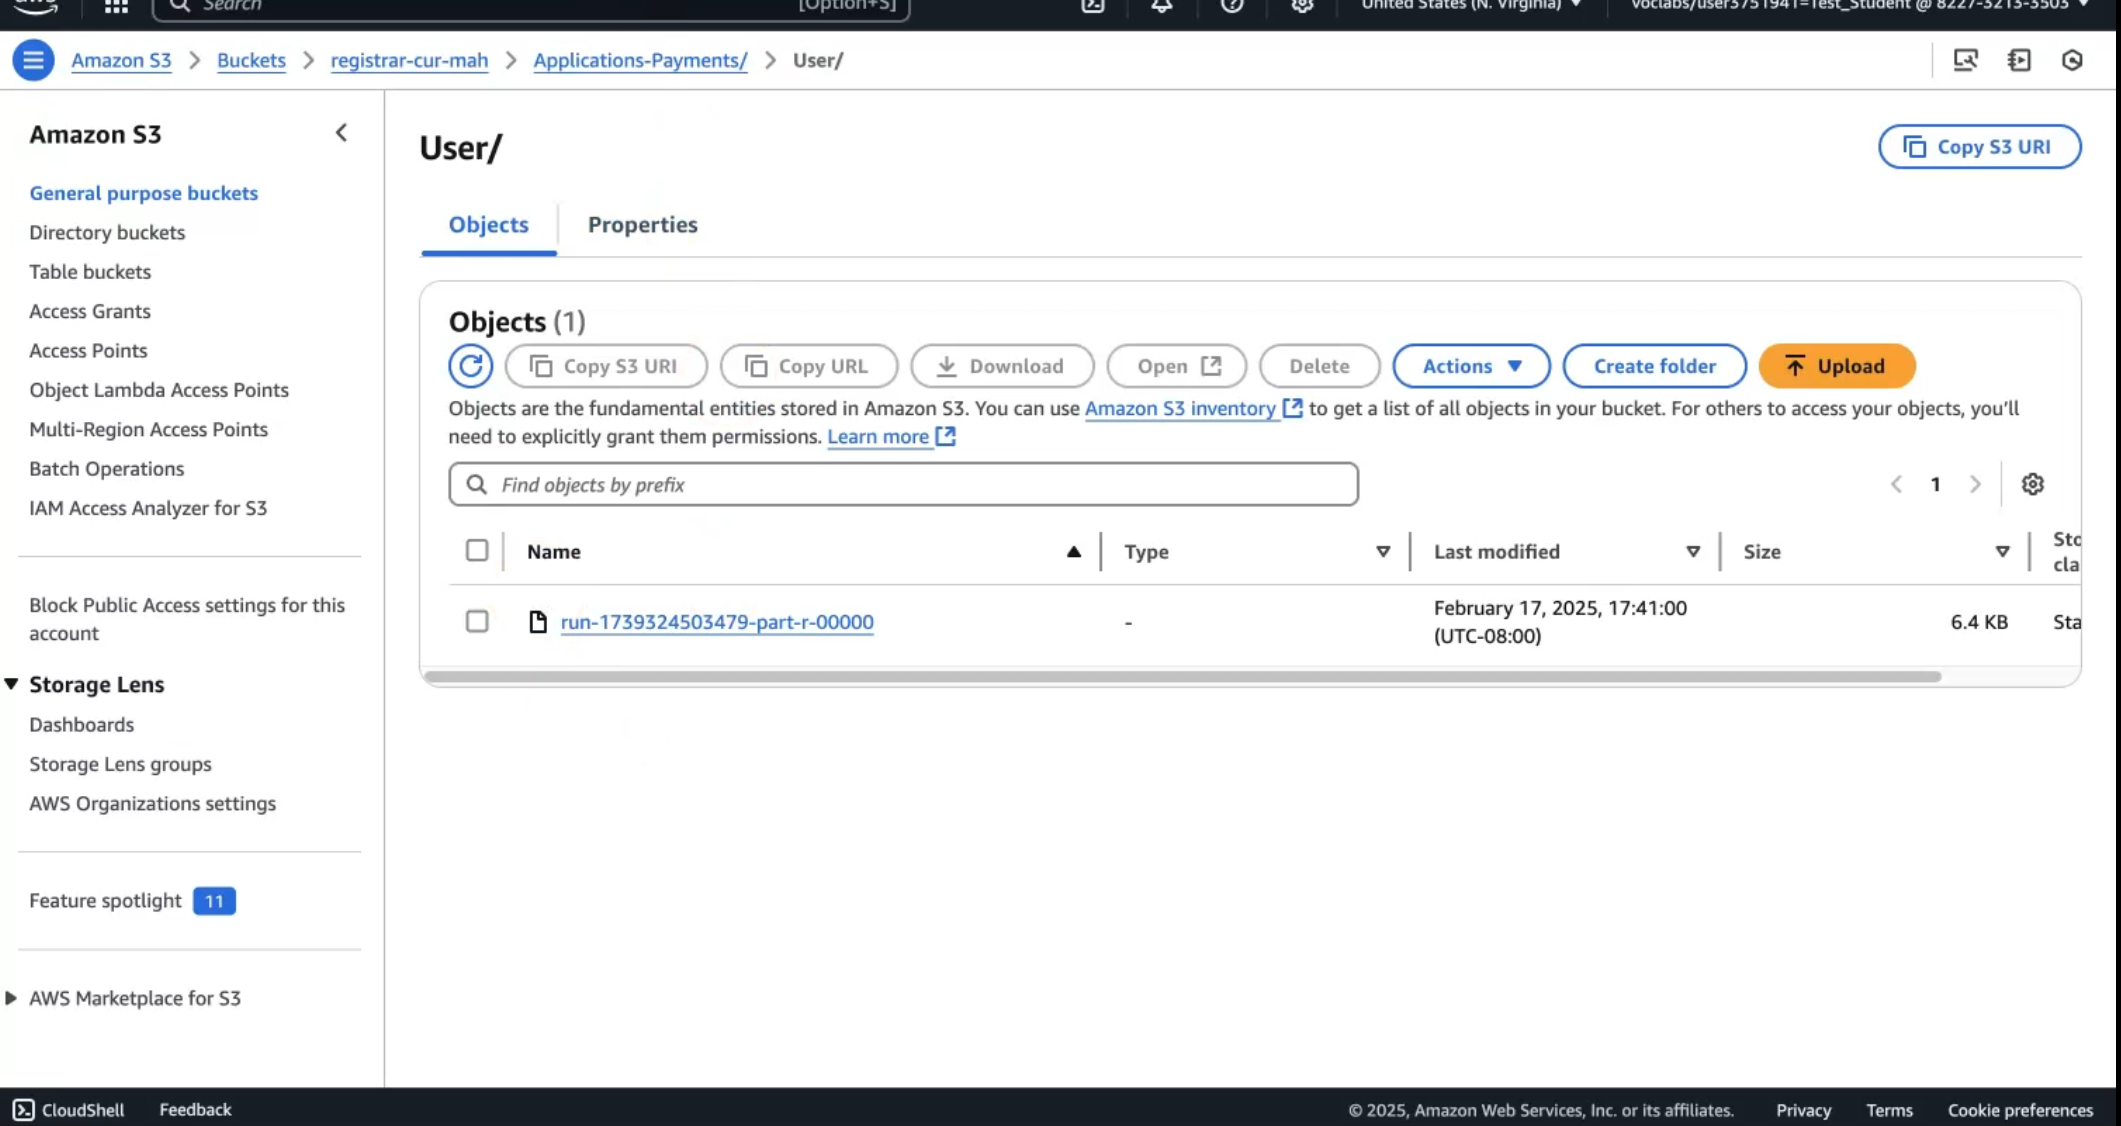 aws
Search
[Option+S]
United States (N. Virginia)
voclabs/user3751941=Test_Student @ 8227-3213-3503
Amazon S3
Buckets
registrar-cur-mah
Applications-Payments/
User/
Amazon S3
General purpose buckets
Directory buckets
Table buckets
Access Grants
Access Points
Object Lambda Access Points
Multi-Region Access Points
Batch Operations
IAM Access Analyzer for S3
Block Public Access settings for this
account
Storage Lens
Dashboards
Storage Lens groups
AWS Organizations settings
Feature spotlight 11
AWS Marketplace for S3
User/
Copy S3 URI
Objects
Properties
Objects (1)
Copy S3 URI
Copy URL
Download
Open
Delete
Actions
Create folder
Upload
Objects are the fundamental entities stored in Amazon S3. You can use Amazon S3 inventory to get a list of all objects in your bucket. For others to access your objects, you'll
need to explicitly grant them permissions. Learn more
Find objects by prefix
1
Name
Type
Last modified
Size
Sto
cla
run-1739324503479-part-r-00000
-
February 17, 2025, 17:41:00
(UTC-08:00)
6.4 KB
Sta
CloudShell
Feedback
© 2025, Amazon Web Services, Inc. or its affiliates.
Privacy
Terms
Cookie preferences